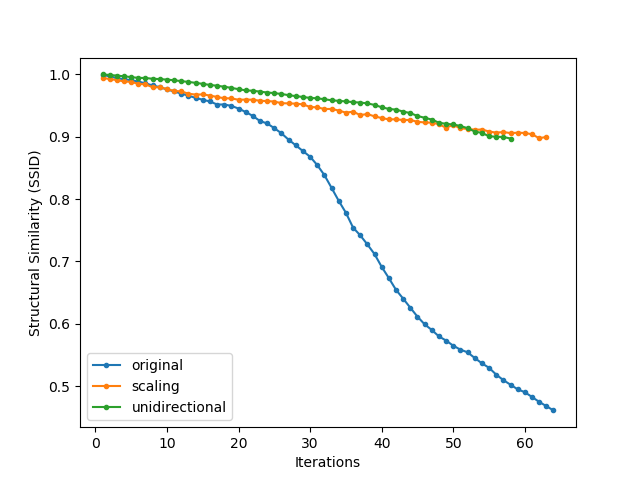 Structural Similarity (SSID)
1.0
0.9
0.8
0.7
0.6
0.5
original
scaling
unidirectional
0 10 20 30 40 50 60
Iterations